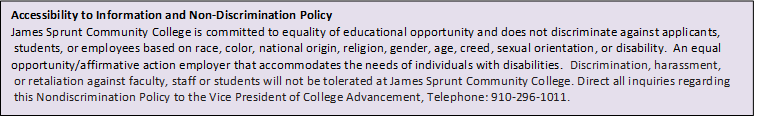 Accessibility to Information and Non-Discrimination Policy
James Sprunt Community College is committed to equality of educational opportunity and does not discriminate against applicants,
students, or employees based on race, color, national origin, religion, gender, age, creed, sexual orientation, or disability.  An equal
opportunity/affirmative action employer that accommodates the needs of individuals with disabilities.  Discrimination, harassment,
or retaliation against faculty, staff or students will not be tolerated at James Sprunt Community College. Direct all inquiries regarding
this Nondiscrimination Policy to the Vice President of College Advancement, Telephone: 910-296-1011.